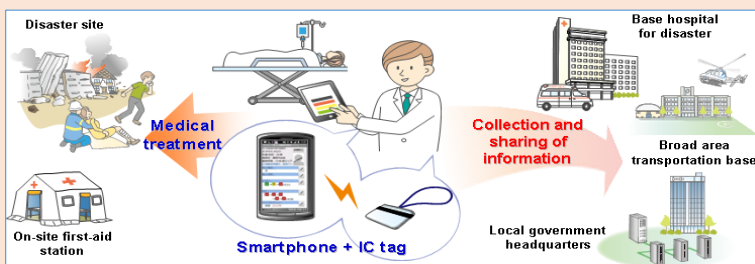 Disaster site
Medical
treatment
On-site first-aid
station
Smartphone + IC tag
Collection and
sharing of
information
Base hospital
for disaster
Broad area
transportation base
Local government
headquarters